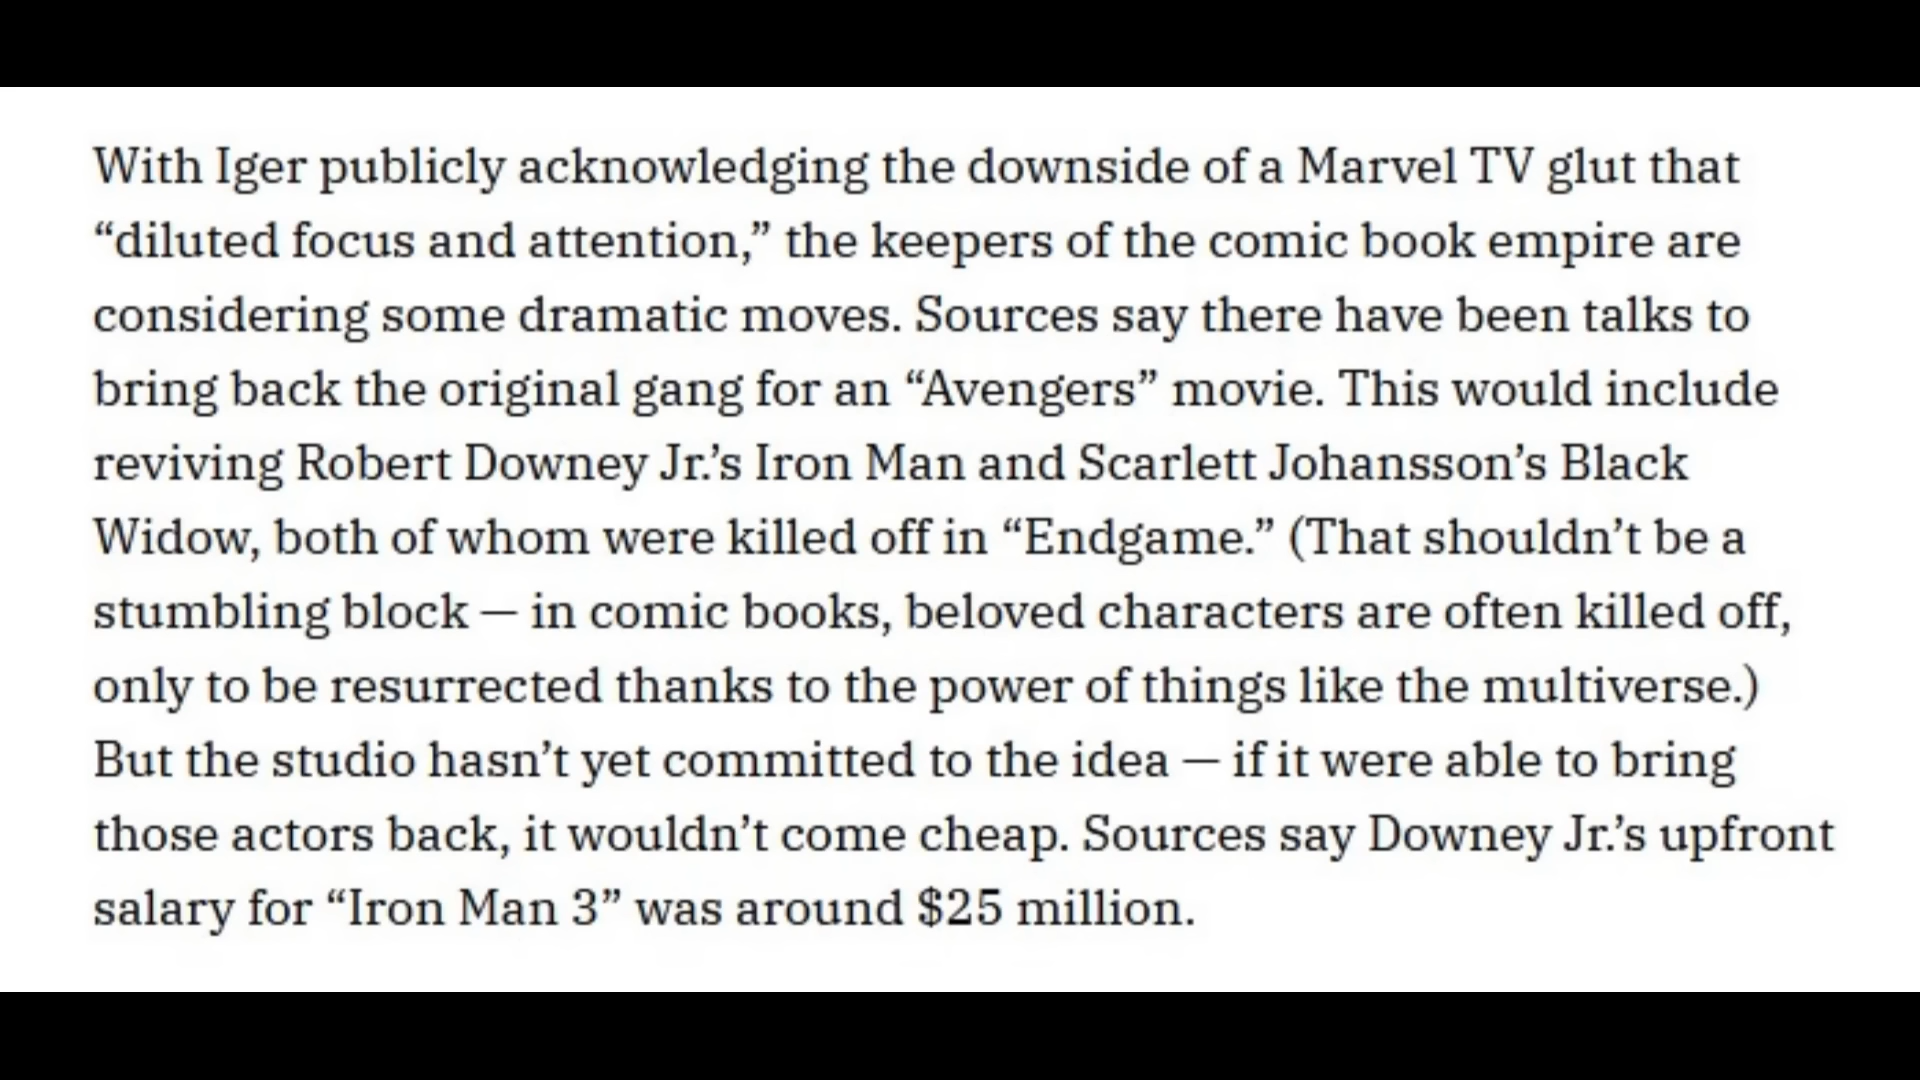 With Iger publicly acknowledging the downside of a Marvel TV glut that
“diluted focus and attention,” the keepers of the comic book empire are
considering some dramatic moves. Sources say there have been talks to
bring back the original gang for an “Avengers” movie. This would include
reviving Robert Downey Jr.’s Iron Man and Scarlett Johansson’s Black
Widow, both of whom were killed off in “Endgame.” (That shouldn’t be a
stumbling block — in comic books, beloved characters are often killed off,
only to be resurrected thanks to the power of things like the multiverse.)
But the studio hasn’t yet committed to the idea — if it were able to bring
those actors back, it wouldn’t come cheap. Sources say Downey Jr.’s upfront
salary for “Iron Man 3” was around $25 million.